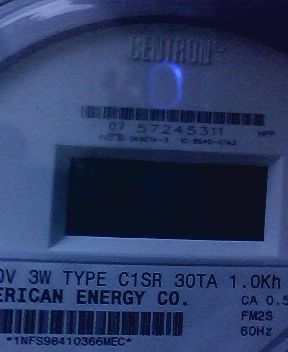 CENTRON
07 57245311 MPP
0V 3W TYPE C1SR 30TA 1.0Kh
ERICAN ENERGY CO.
CA 0.5
FM2S
60Hz
*1NFS98410366MEC*